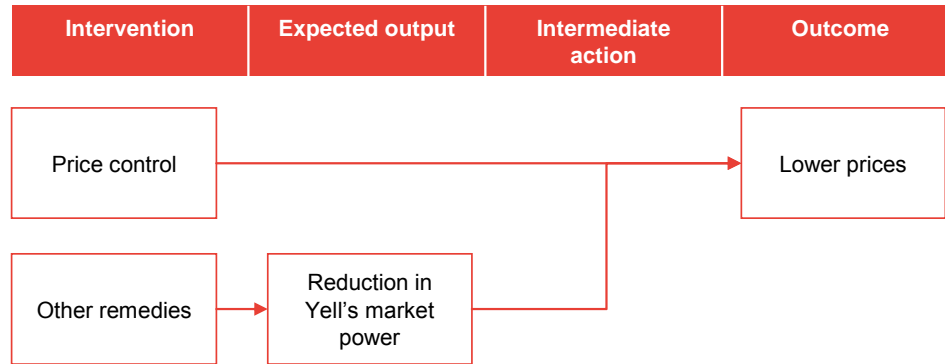 Intervention
Expected output
Intermediate
action
Outcome
Price control
Lower prices
Other remedies
Reduction in
Yell’s market
power